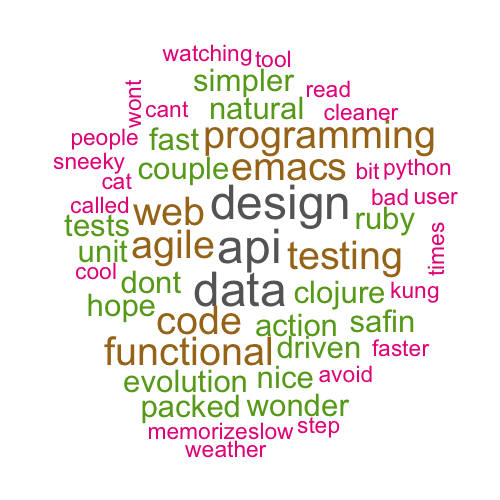 watching tool
simpler read
wont cant natural cleaner
people fast programming
sneeky couple emacs bit python
cat design bad user
called web ruby
tests agile api testing times
unit
cool dont data clojure kung
hope code action safin
functional driven faster
evolution nice avoid
packed wonder
memorize slow step
weather